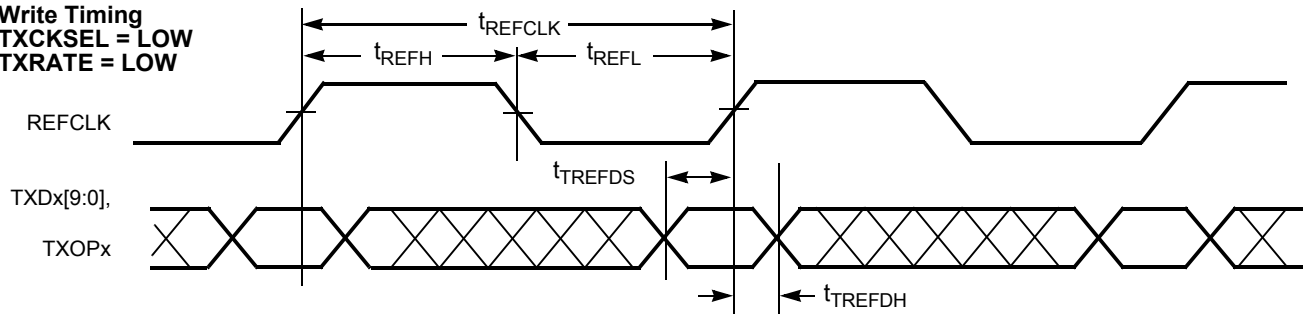 Write Timing
TXCKSEL = LOW
TXRATE = LOW
tREFCLK
tREFH
tREFL
REFCLK
tTREFDS
TXDx[9:0],
TXOPx
tTREFDH